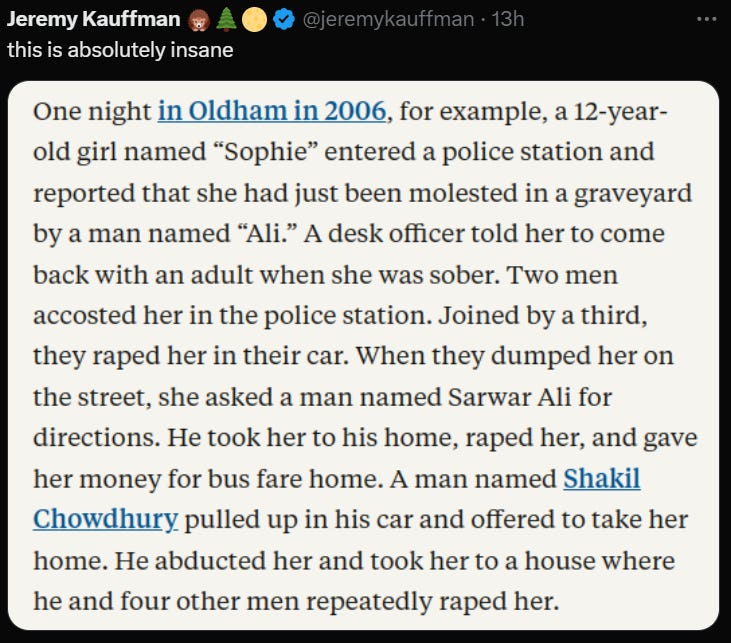 Jeremy Kauffman 🦔🌲🌕 @jeremykauffman · 13h
this is absolutely insane
One night in Oldham in 2006, for example, a 12-year-
old girl named “Sophie” entered a police station and
reported that she had just been molested in a graveyard
by a man named “Ali.” A desk officer told her to come
back with an adult when she was sober. Two men
accosted her in the police station. Joined by a third,
they raped her in their car. When they dumped her on
the street, she asked a man named Sarwar Ali for
directions. He took her to his home, raped her, and gave
her money for bus fare home. A man named Shakil
Chowdhury pulled up in his car and offered to take her
home. He abducted her and took her to a house where
he and four other men repeatedly raped her.